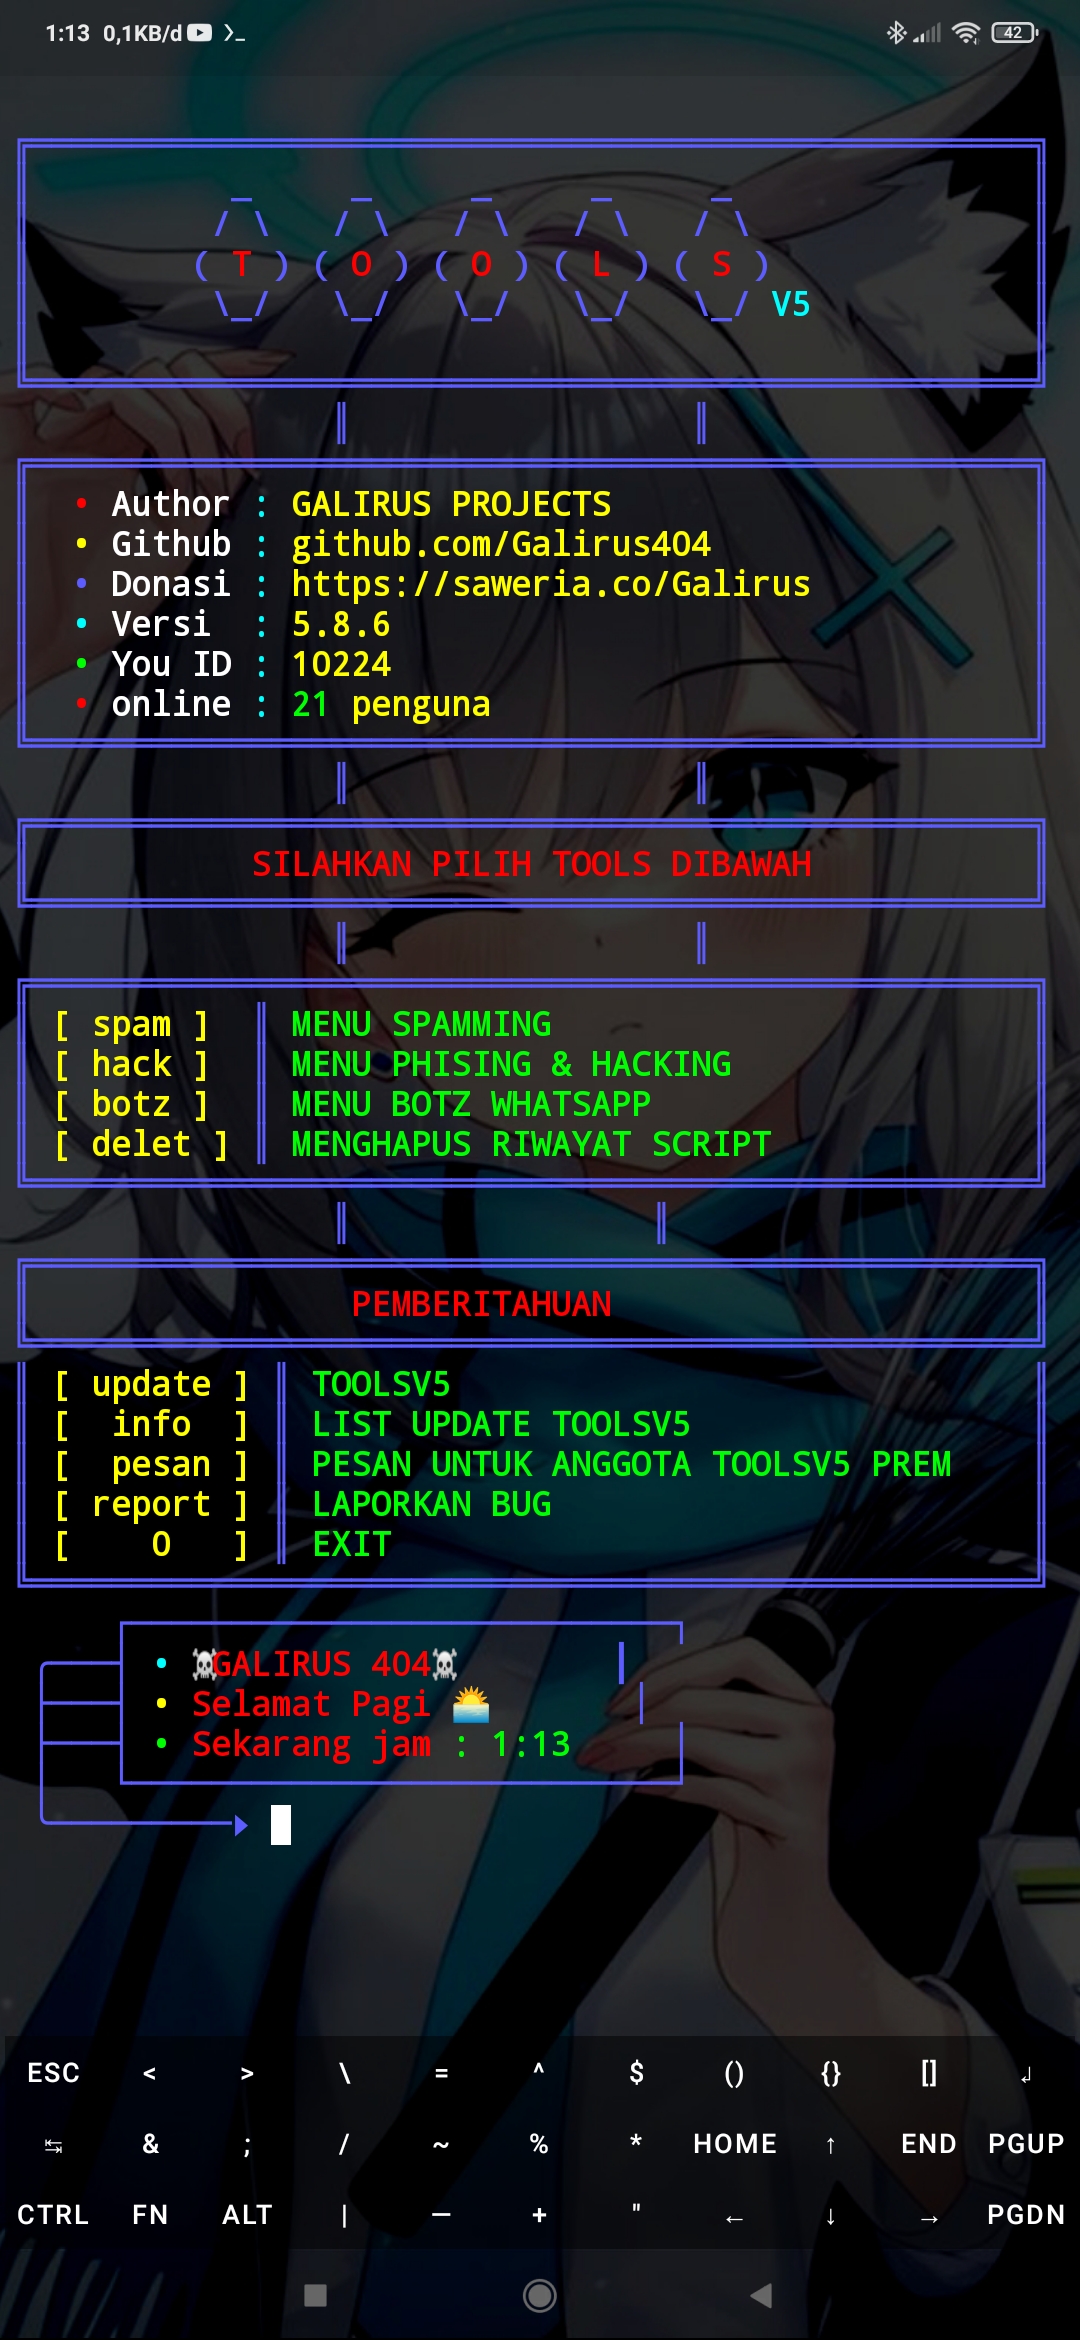 1:13 0,1KB/d
42
T O O L S
V5
• Author : GALIRUS PROJECTS
• Github : github.com/Galirus404
• Donasi : https://saweria.co/Galirus
• Versi : 5.8.6
• You ID : 10224
• online : 21 penguna
SILAHKAN PILIH TOOLS DIBAWAH
[ spam ] MENU SPAMMING
[ hack ] MENU PHISING & HACKING
[ botz ] MENU BOTZ WHATSAPP
[ delet ] MENGHAPUS RIWAYAT SCRIPT
PEMBERITAHUAN
[ update ] TOOLSV5
[ info ] LIST UPDATE TOOLSV5
[ pesan ] PESAN UNTUK ANGGOTA TOOLSV5 PREM
[ report ] LAPORKAN BUG
[ O ] EXIT
• ☠GALIRUS 404☠
• Selamat Pagi 🌅
• Sekarang jam : 1:13
ESC < > \ = ^ $ () {} [] ↲
↹ & ; / ~ % * HOME ↑ END PGUP
CTRL FN ALT | — + " ← ↓ → PGDN